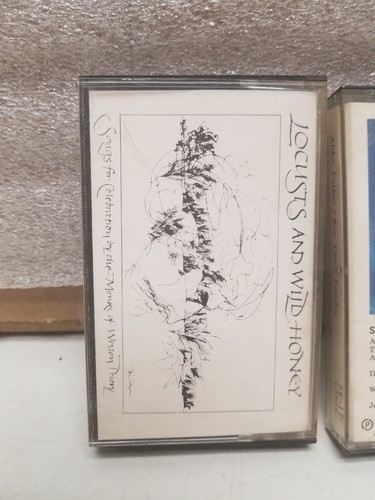 LOCUSTS AND WILD HONEY
Songs for Celebration by the Monks of Weston Priory